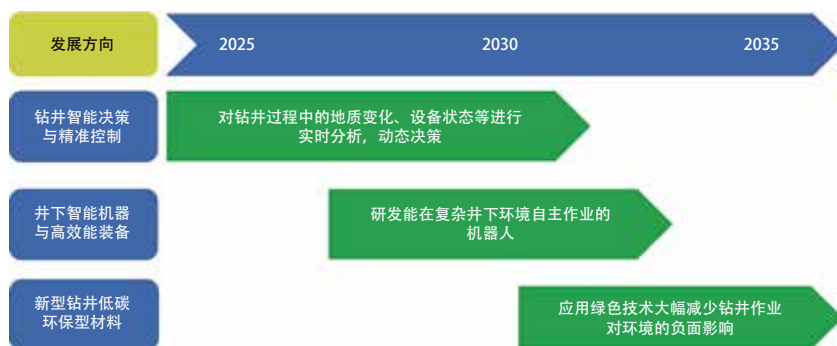 发展方向
2025
2030
2035
钻井智能决策
与精准控制
对钻井过程中的地质变化、设备状态等进行
实时分析，动态决策
井下智能机器
与高效能装备
研发能在复杂井下环境自主作业的
机器人
新型钻井低碳
环保型材料
应用绿色技术大幅减少钻井作业
对环境的负面影响